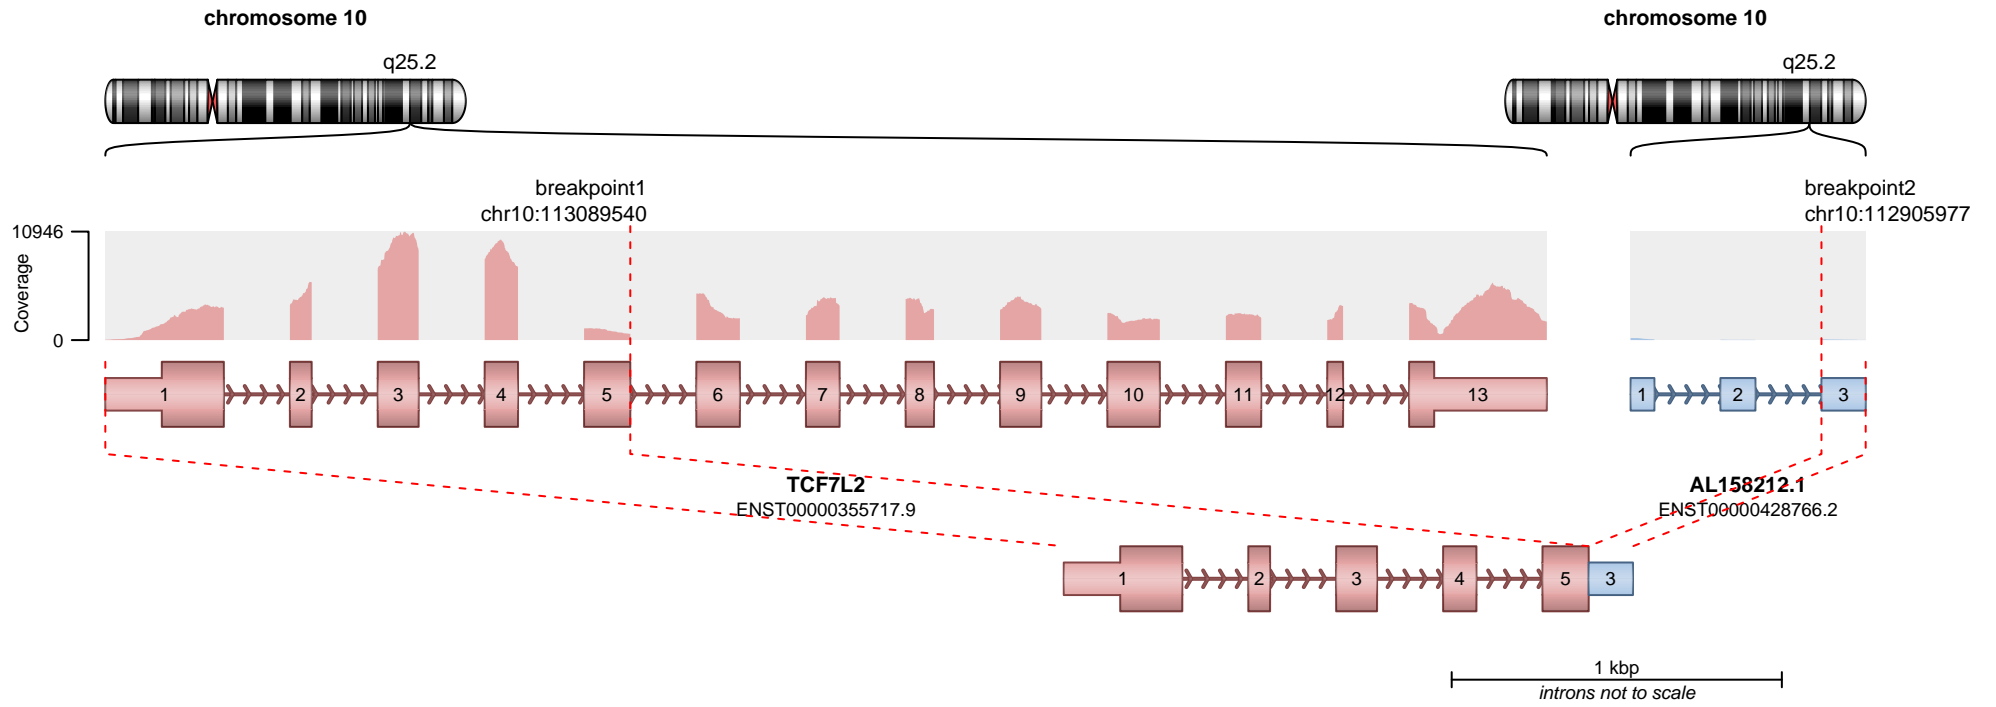 chromosome 10
chromosome 10
q25.2
q25.2
breakpoint1
chr10:113089540
breakpoint2
chr10:112905977
10946
Coverage
0
1 2 3 4 5 6 7 8 9 10 11 12 13
1 2 3
TCF7L2
ENST00000355717.9
AL158212.1
ENST00000428766.2
1 2 3 4 5 3
1 kbp
introns not to scale